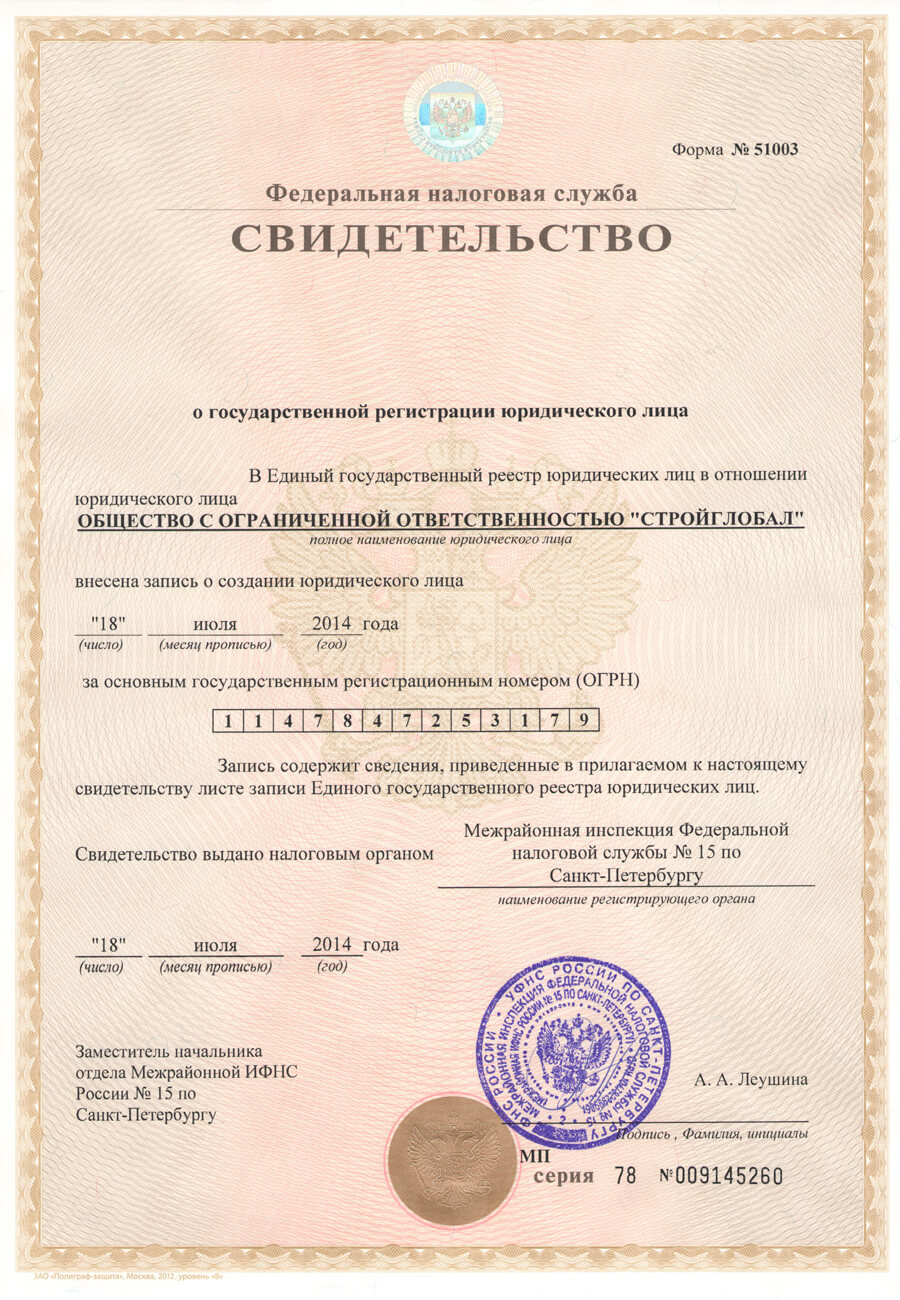 Форма № 51003
Федеральная налоговая служба
СВИДЕТЕЛЬСТВО
о государственной регистрации юридического лица
В Единый государственный реестр юридических лиц в отношении
юридического лица
ОБЩЕСТВО С ОГРАНИЧЕННОЙ ОТВЕТСТВЕННОСТЬЮ "СТРОЙГЛОБАЛ"
полное наименование юридического лица
внесена запись о создании юридического лица
"18" июля 2014 года
(число) (месяц прописью) (год)
за основным государственным регистрационным номером (ОГРН)
1 1 4 7 8 4 7 2 5 3 1 7 9
Запись содержит сведения, приведенные в прилагаемом к настоящему
свидетельству листе записи Единого государственного реестра юридических лиц.
Свидетельство выдано налоговым органом
Межрайонная инспекция Федеральной
налоговой службы № 15 по
Санкт-Петербургу
наименование регистрирующего органа
"18" июля 2014 года
(число) (месяц прописью) (год)
Заместитель начальника
отдела Межрайонной ИФНС
России № 15 по
Санкт-Петербургу
ФНС РОССИИ • УФНС РОССИИ ПО САНКТ-ПЕТЕРБУРГУ
МЕЖРАЙОННАЯ ИНСПЕКЦИЯ ФЕДЕРАЛЬНОЙ НАЛОГОВОЙ СЛУЖБЫ № 15
А. А. Леушина
Подпись , Фамилия, инициалы
МП
серия 78 №009145260
ЗАО «Полиграф-защита», Москва, 2012, уровень «В»